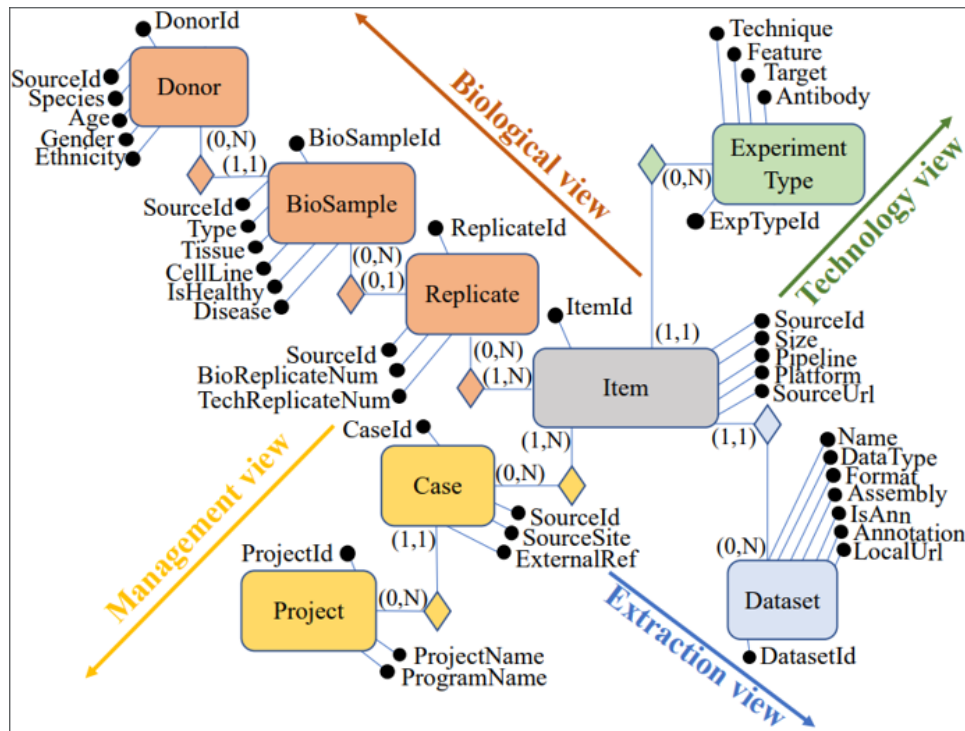 DonorId
Donor
SourceId
Species
Age
Gender
Ethnicity
(0,N)
(1,1)
BioSampleId
BioSample
SourceId
Type
Tissue
CellLine
IsHealthy
Disease
(0,N)
(0,1)
ReplicateId
Replicate
SourceId
BioReplicateNum
TechReplicateNum
(0,N)
(1,N)
Biological view
Technique
Feature
Target
Antibody
Experiment
Type
(0,N)
ExpTypeId
Technology view
(1,1)
ItemId
Item
SourceId
Size
Pipeline
Platform
SourceUrl
(1,N)
(1,1)
CaseId
Case
(0,N)
SourceId
SourceSite
ExternalRef
(1,1)
Management view
ProjectId
Project
(0,N)
ProjectName
ProgramName
Extraction view
Name
DataType
Format
Assembly
IsAnn
Annotation
LocalUrl
(0,N)
Dataset
DatasetId